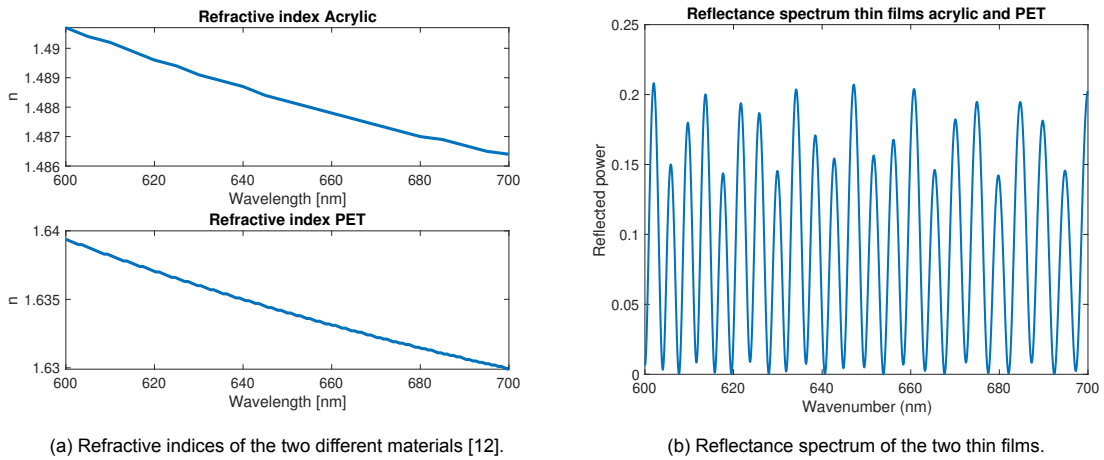 Refractive index Acrylic
1.49
1.489
1.488
1.487
1.486
n
600 620 640 660 680 700
Wavelength [nm]
Refractive index PET
1.64
1.635
1.63
n
600 620 640 660 680 700
Wavelength [nm]
(a) Refractive indices of the two different materials [12].
Reflectance spectrum thin films acrylic and PET
0.25
0.2
0.15
0.1
0.05
0
Reflected power
600 620 640 660 680 700
Wavenumber (nm)
(b) Reflectance spectrum of the two thin films.